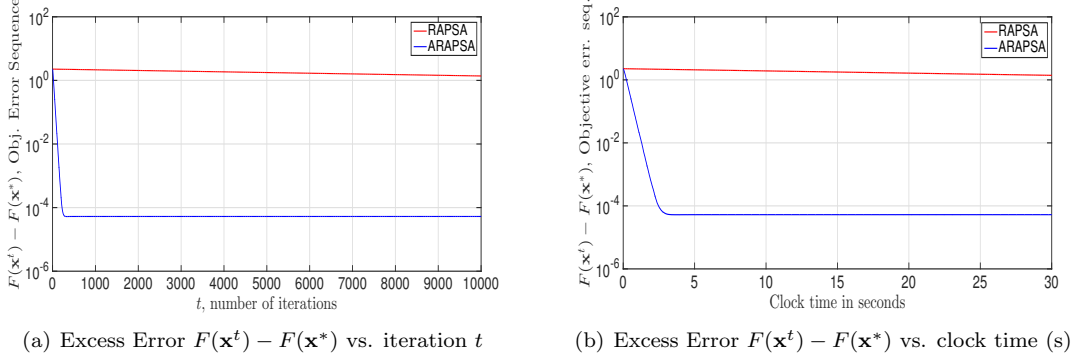 F(x^t) − F(x^*), Obj. Error Sequence
10^2
10^0
10^-2
10^-4
10^-6
RAPSA
ARAPSA
0 1000 2000 3000 4000 5000 6000 7000 8000 9000 10000
t, number of iterations
(a) Excess Error F(x^t) − F(x^*) vs. iteration t
F(x^t) − F(x^*), Objective err. seq.
10^2
10^0
10^-2
10^-4
10^-6
RAPSA
ARAPSA
0 5 10 15 20 25 30
Clock time in seconds
(b) Excess Error F(x^t) − F(x^*) vs. clock time (s)